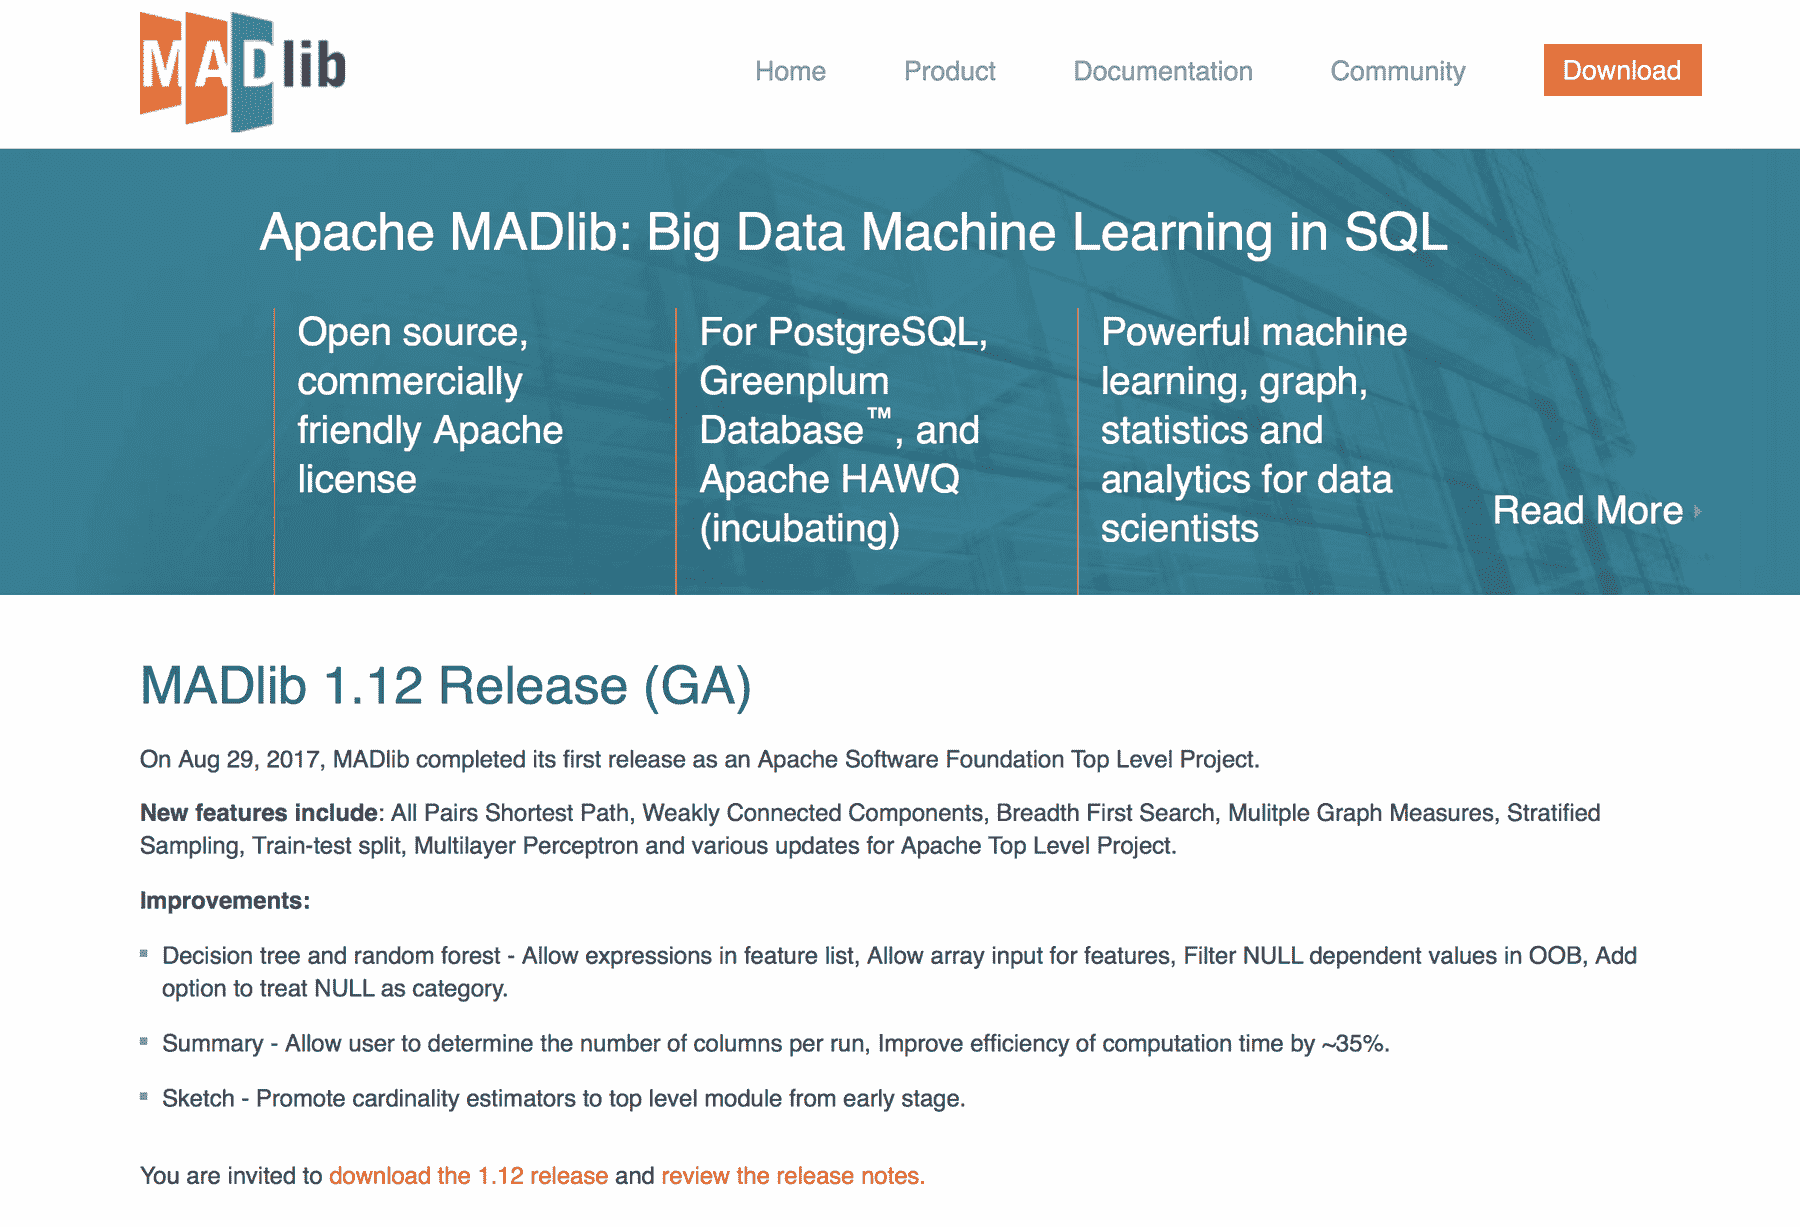 MADlib
Home Product Documentation Community Download
Apache MADlib: Big Data Machine Learning in SQL
Open source,
commercially
friendly Apache
license
For PostgreSQL,
Greenplum
Database™, and
Apache HAWQ
(incubating)
Powerful machine
learning, graph,
statistics and
analytics for data
scientists
Read More
MADlib 1.12 Release (GA)
On Aug 29, 2017, MADlib completed its first release as an Apache Software Foundation Top Level Project.
New features include: All Pairs Shortest Path, Weakly Connected Components, Breadth First Search, Mulitple Graph Measures, Stratified
Sampling, Train-test split, Multilayer Perceptron and various updates for Apache Top Level Project.
Improvements:
Decision tree and random forest - Allow expressions in feature list, Allow array input for features, Filter NULL dependent values in OOB, Add
option to treat NULL as category.
Summary - Allow user to determine the number of columns per run, Improve efficiency of computation time by ~35%.
Sketch - Promote cardinality estimators to top level module from early stage.
You are invited to download the 1.12 release and review the release notes.